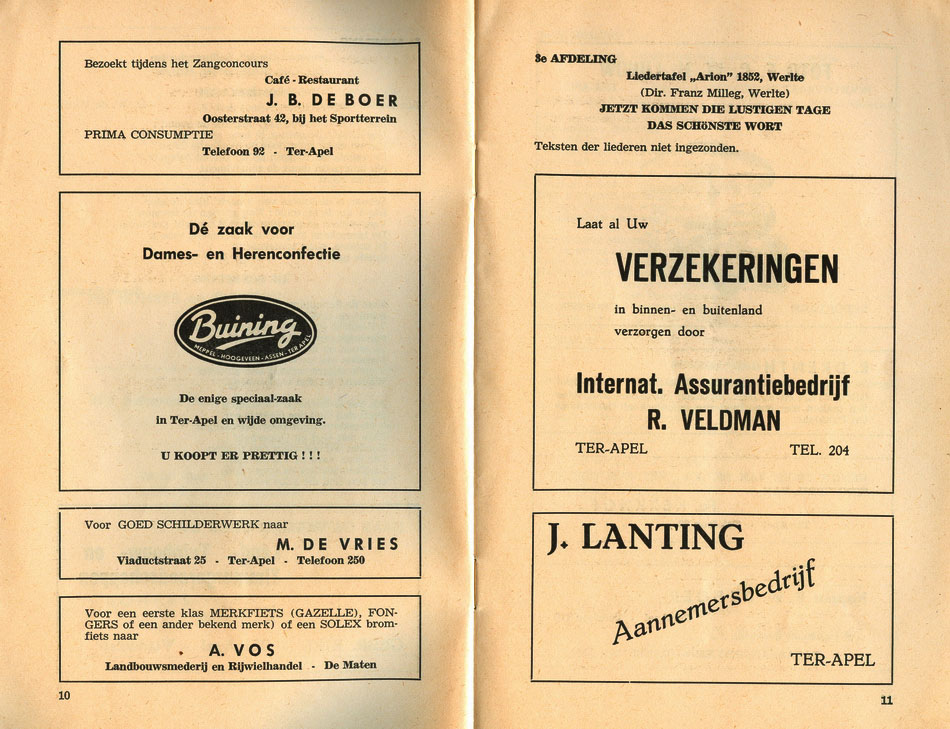 Bezoekt tijdens het Zangconcours
Café - Restaurant
J. B. DE BOER
Oosterstraat 42, bij het Sportterrein
PRIMA CONSUMPTIE
Telefoon 92 - Ter-Apel
Dé zaak voor
Dames- en Herenconfectie
Buining
MEPPEL - HOOGEVEEN - ASSEN - TER APEL
De enige speciaal-zaak
in Ter-Apel en wijde omgeving.
U KOOPT ER PRETTIG ! ! !
Voor GOED SCHILDERWERK naar
M. DE VRIES
Viaductstraat 25 - Ter-Apel - Telefoon 250
Voor een eerste klas MERKFIETS (GAZELLE), FON-
GERS of een ander bekend merk) of een SOLEX brom-
fiets naar
A. VOS
Landbouwsmederij en Rijwielhandel - De Maten
10
3e AFDELING
Liedertafel „Arion" 1852, Werlte
(Dir. Franz Milleg, Werlte)
JETZT KOMMEN DIE LUSTIGEN TAGE
DAS SCHöNSTE WORT
Teksten der liederen niet ingezonden.
Laat al Uw
VERZEKERINGEN
in binnen- en buitenland
verzorgen door
Internat. Assurantiebedrijf
R. VELDMAN
TER-APEL TEL. 204
J. LANTING
Aannemersbedrijf
TER-APEL
11